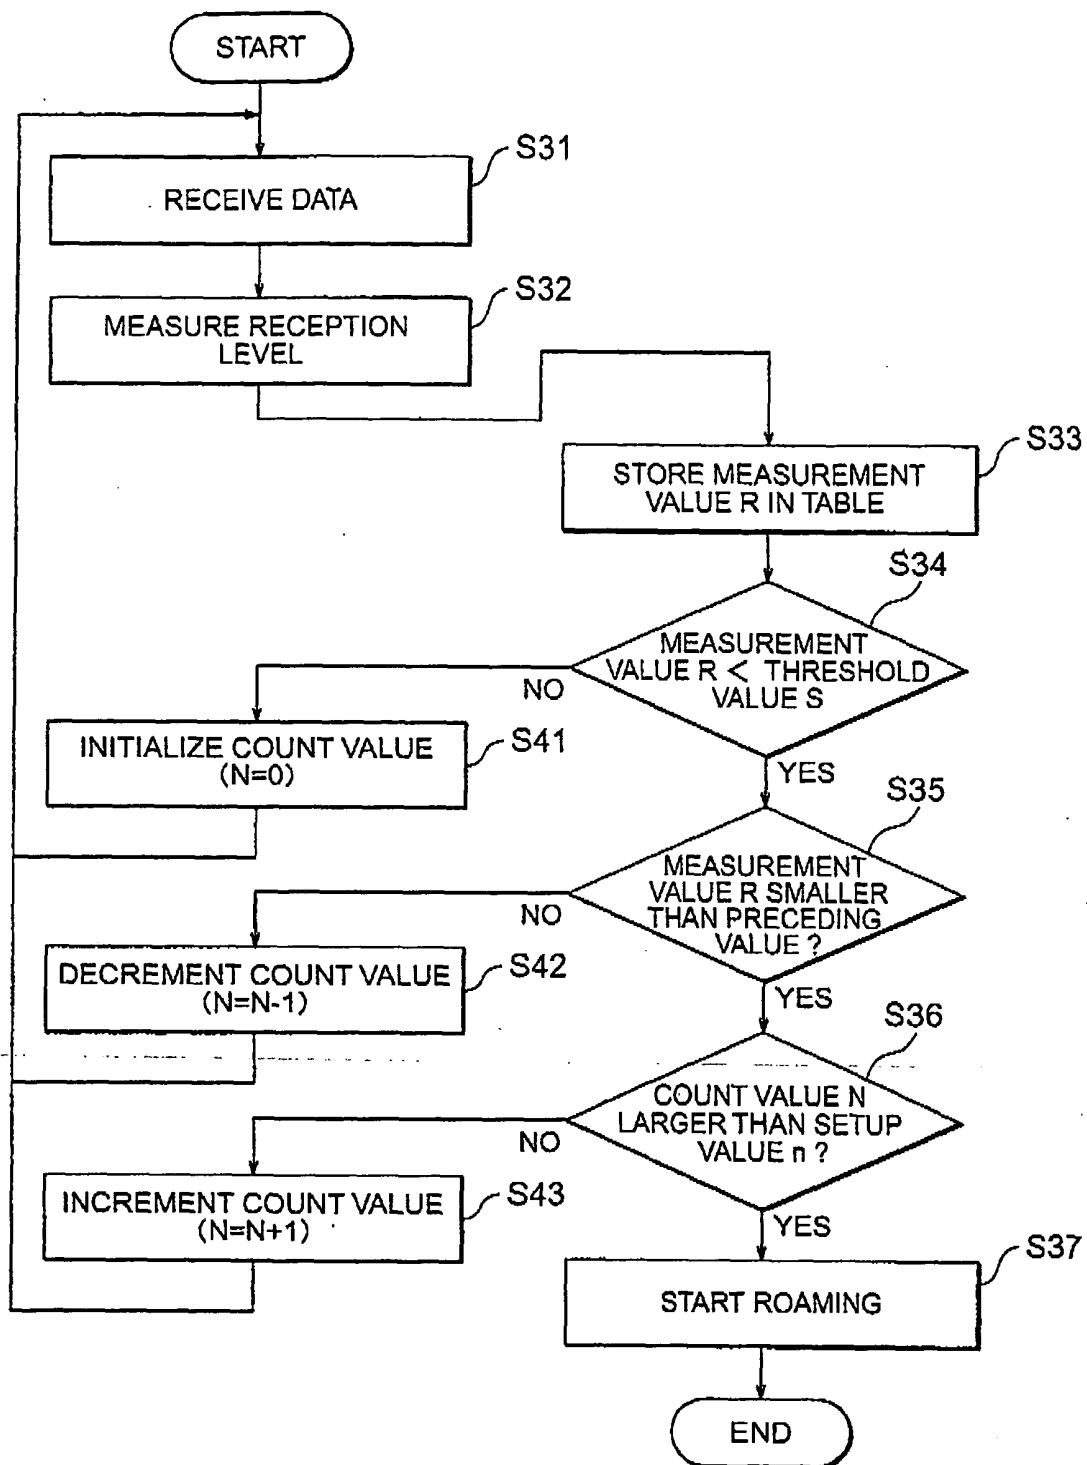 START
S31
RECEIVE DATA
S32
MEASURE RECEPTION
LEVEL
S33
STORE MEASUREMENT
VALUE R IN TABLE
S34
MEASUREMENT
VALUE R < THRESHOLD
VALUE S
NO
YES
S41
INITIALIZE COUNT VALUE
(N=0)
S35
MEASUREMENT
VALUE R SMALLER
THAN PRECEDING
VALUE ?
NO
YES
S42
DECREMENT COUNT VALUE
(N=N-1)
S36
COUNT VALUE N
LARGER THAN SETUP
VALUE n ?
NO
YES
S43
INCREMENT COUNT VALUE
(N=N+1)
S37
START ROAMING
END